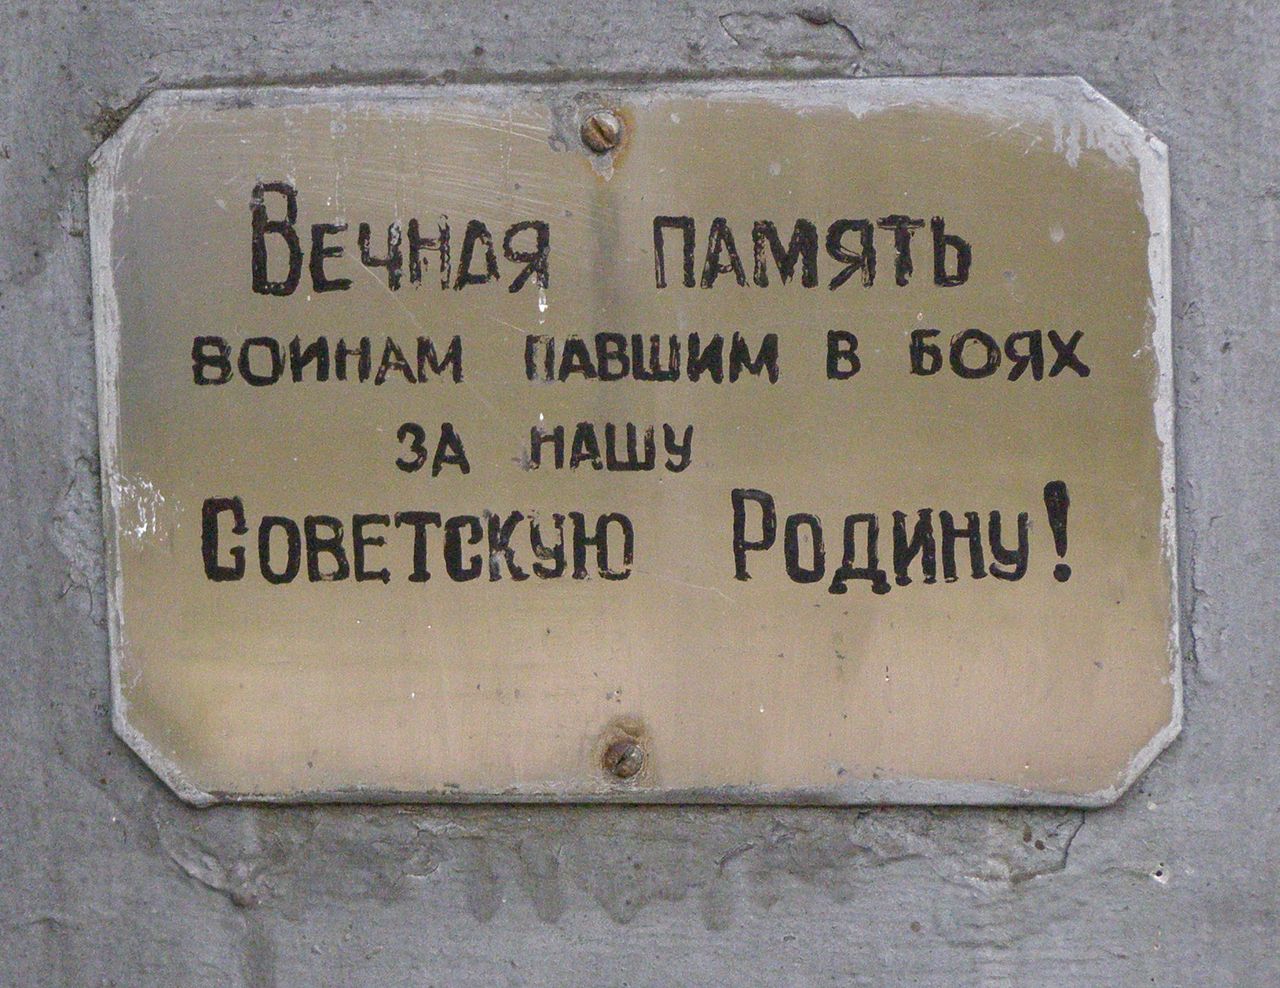 Вечная память
воинам павшим в боях
за нашу
Советскую Родину!